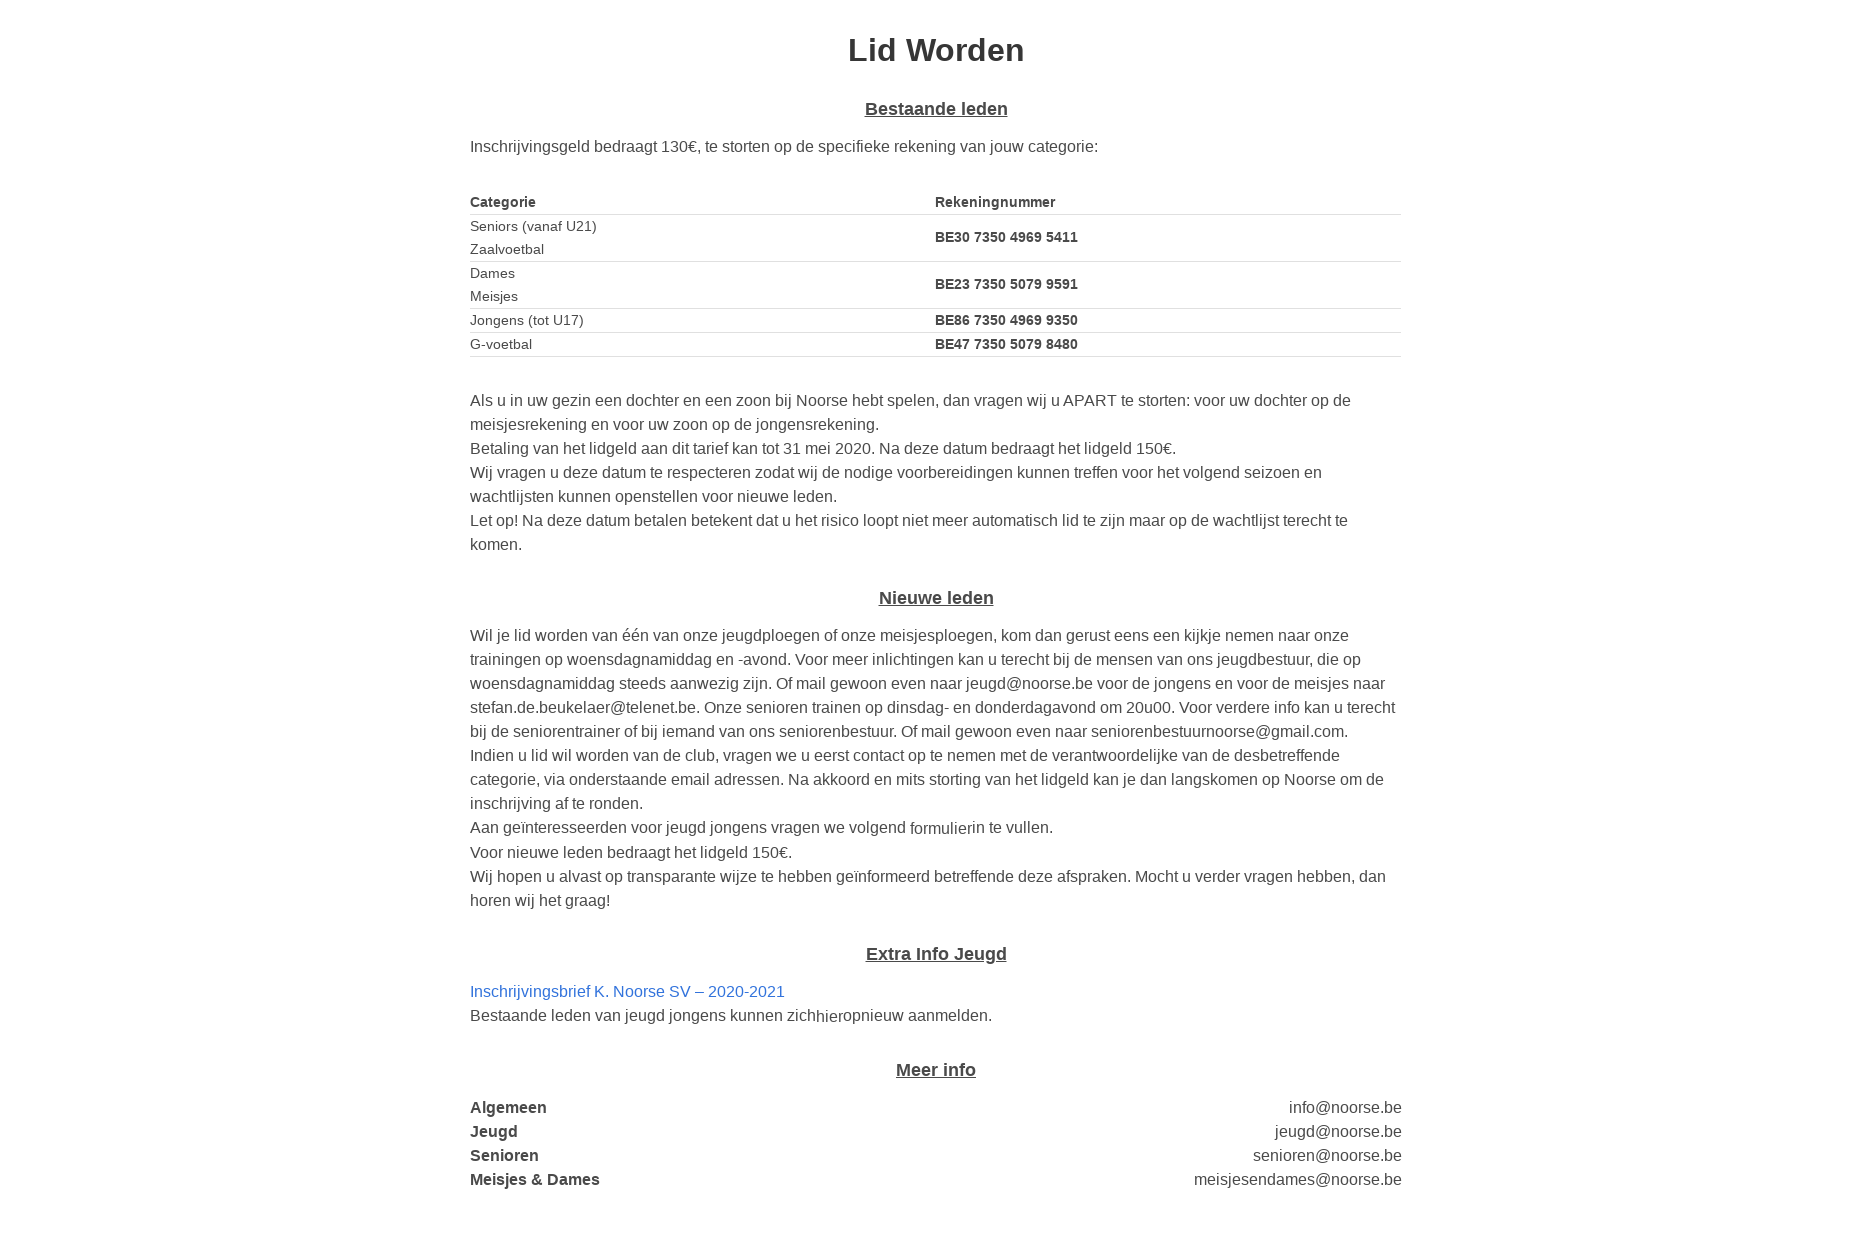 Lid Worden
Bestaande leden
Inschrijvingsgeld bedraagt 130€, te storten op de specifieke rekening van jouw categorie:
Categorie Rekeningnummer
Seniors (vanaf U21)
BE30 7350 4969 5411
Zaalvoetbal
Dames
BE23 7350 5079 9591
Meisjes
Jongens (tot U17) BE86 7350 4969 9350
G-voetbal BE47 7350 5079 8480
Als u in uw gezin een dochter en een zoon bij Noorse hebt spelen, dan vragen wij u APART te storten: voor uw dochter op de
meisjesrekening en voor uw zoon op de jongensrekening.
Betaling van het lidgeld aan dit tarief kan tot 31 mei 2020. Na deze datum bedraagt het lidgeld 150€.
Wij vragen u deze datum te respecteren zodat wij de nodige voorbereidingen kunnen treffen voor het volgend seizoen en
wachtlijsten kunnen openstellen voor nieuwe leden.
Let op! Na deze datum betalen betekent dat u het risico loopt niet meer automatisch lid te zijn maar op de wachtlijst terecht te
komen.
Nieuwe leden
Wil je lid worden van één van onze jeugdploegen of onze meisjesploegen, kom dan gerust eens een kijkje nemen naar onze
trainingen op woensdagnamiddag en -avond. Voor meer inlichtingen kan u terecht bij de mensen van ons jeugdbestuur, die op
woensdagnamiddag steeds aanwezig zijn. Of mail gewoon even naar jeugd@noorse.be voor de jongens en voor de meisjes naar
stefan.de.beukelaer@telenet.be. Onze senioren trainen op dinsdag- en donderdagavond om 20u00. Voor verdere info kan u terecht
bij de seniorentrainer of bij iemand van ons seniorenbestuur. Of mail gewoon even naar seniorenbestuurnoorse@gmail.com.
Indien u lid wil worden van de club, vragen we u eerst contact op te nemen met de verantwoordelijke van de desbetreffende
categorie, via onderstaande email adressen. Na akkoord en mits storting van het lidgeld kan je dan langskomen op Noorse om de
inschrijving af te ronden.
Aan geïnteresseerden voor jeugd jongens vragen we volgend formulierin te vullen.
Voor nieuwe leden bedraagt het lidgeld 150€.
Wij hopen u alvast op transparante wijze te hebben geïnformeerd betreffende deze afspraken. Mocht u verder vragen hebben, dan
horen wij het graag!
Extra Info Jeugd
Inschrijvingsbrief K. Noorse SV – 2020-2021
Bestaande leden van jeugd jongens kunnen zichhieropnieuw aanmelden.
Meer info
Algemeen info@noorse.be
Jeugd jeugd@noorse.be
Senioren senioren@noorse.be
Meisjes & Dames meisjesendames@noorse.be